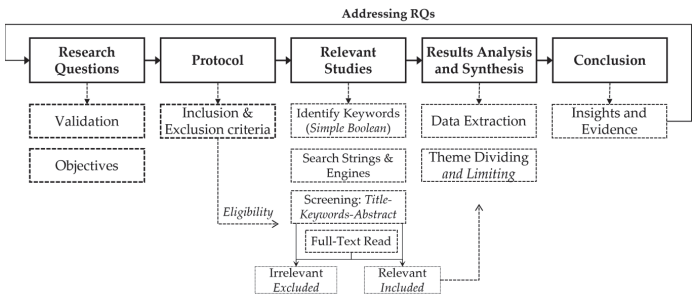 Addressing RQs
Research
Questions
Protocol
Relevant
Studies
Results Analysis
and Synthesis
Conclusion
Validation
Objectives
Inclusion &
Exclusion criteria
Eligibility
Identify Keywords
(Simple Boolean)
Search Strings &
Engines
Screening: Title-
Keywords-Abstract
Full-Text Read
Irrelevant
Excluded
Relevant
Included
Data Extraction
Theme Dividing
and Limiting
Insights and
Evidence